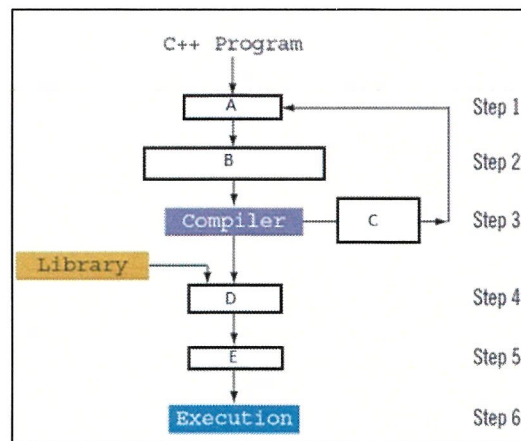 C++ Program
A
Step 1
B
Step 2
Compiler
C
Step 3
Library
D
Step 4
E
Step 5
Execution
Step 6